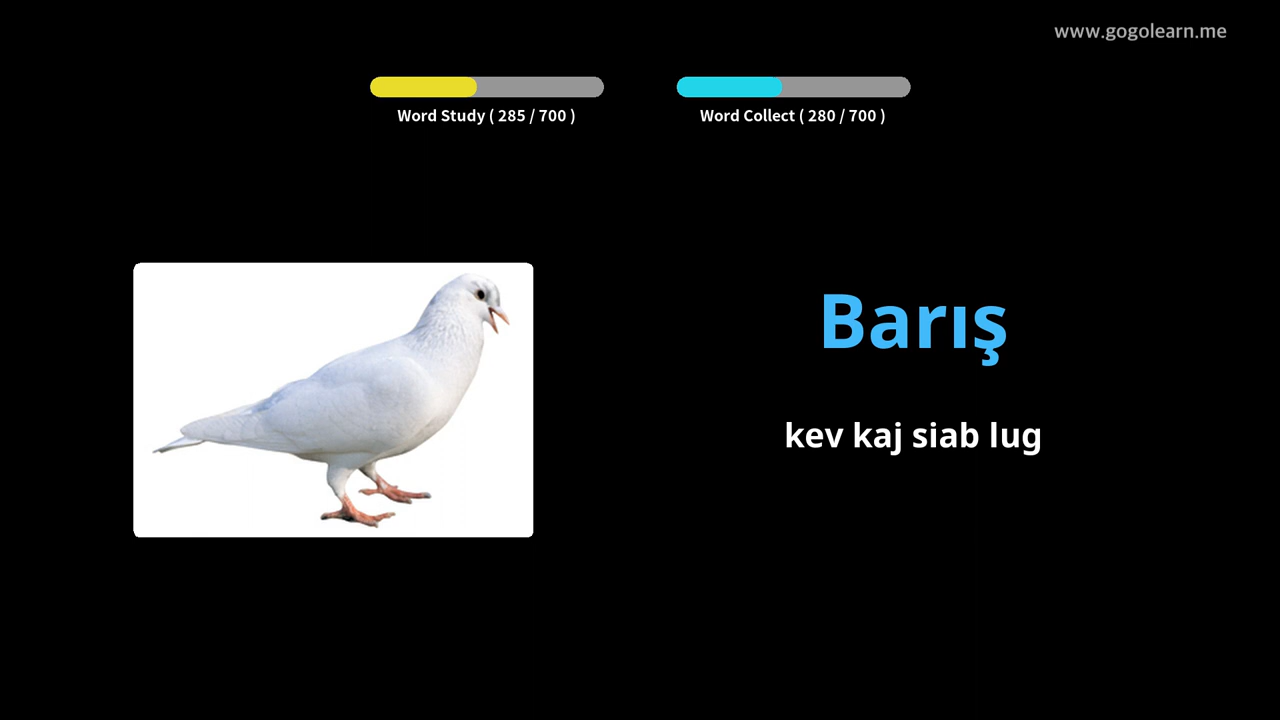 www.gogolearn.me
Word Study ( 285 / 700 )
Word Collect ( 280 / 700 )
Barış
kev kaj siab lug